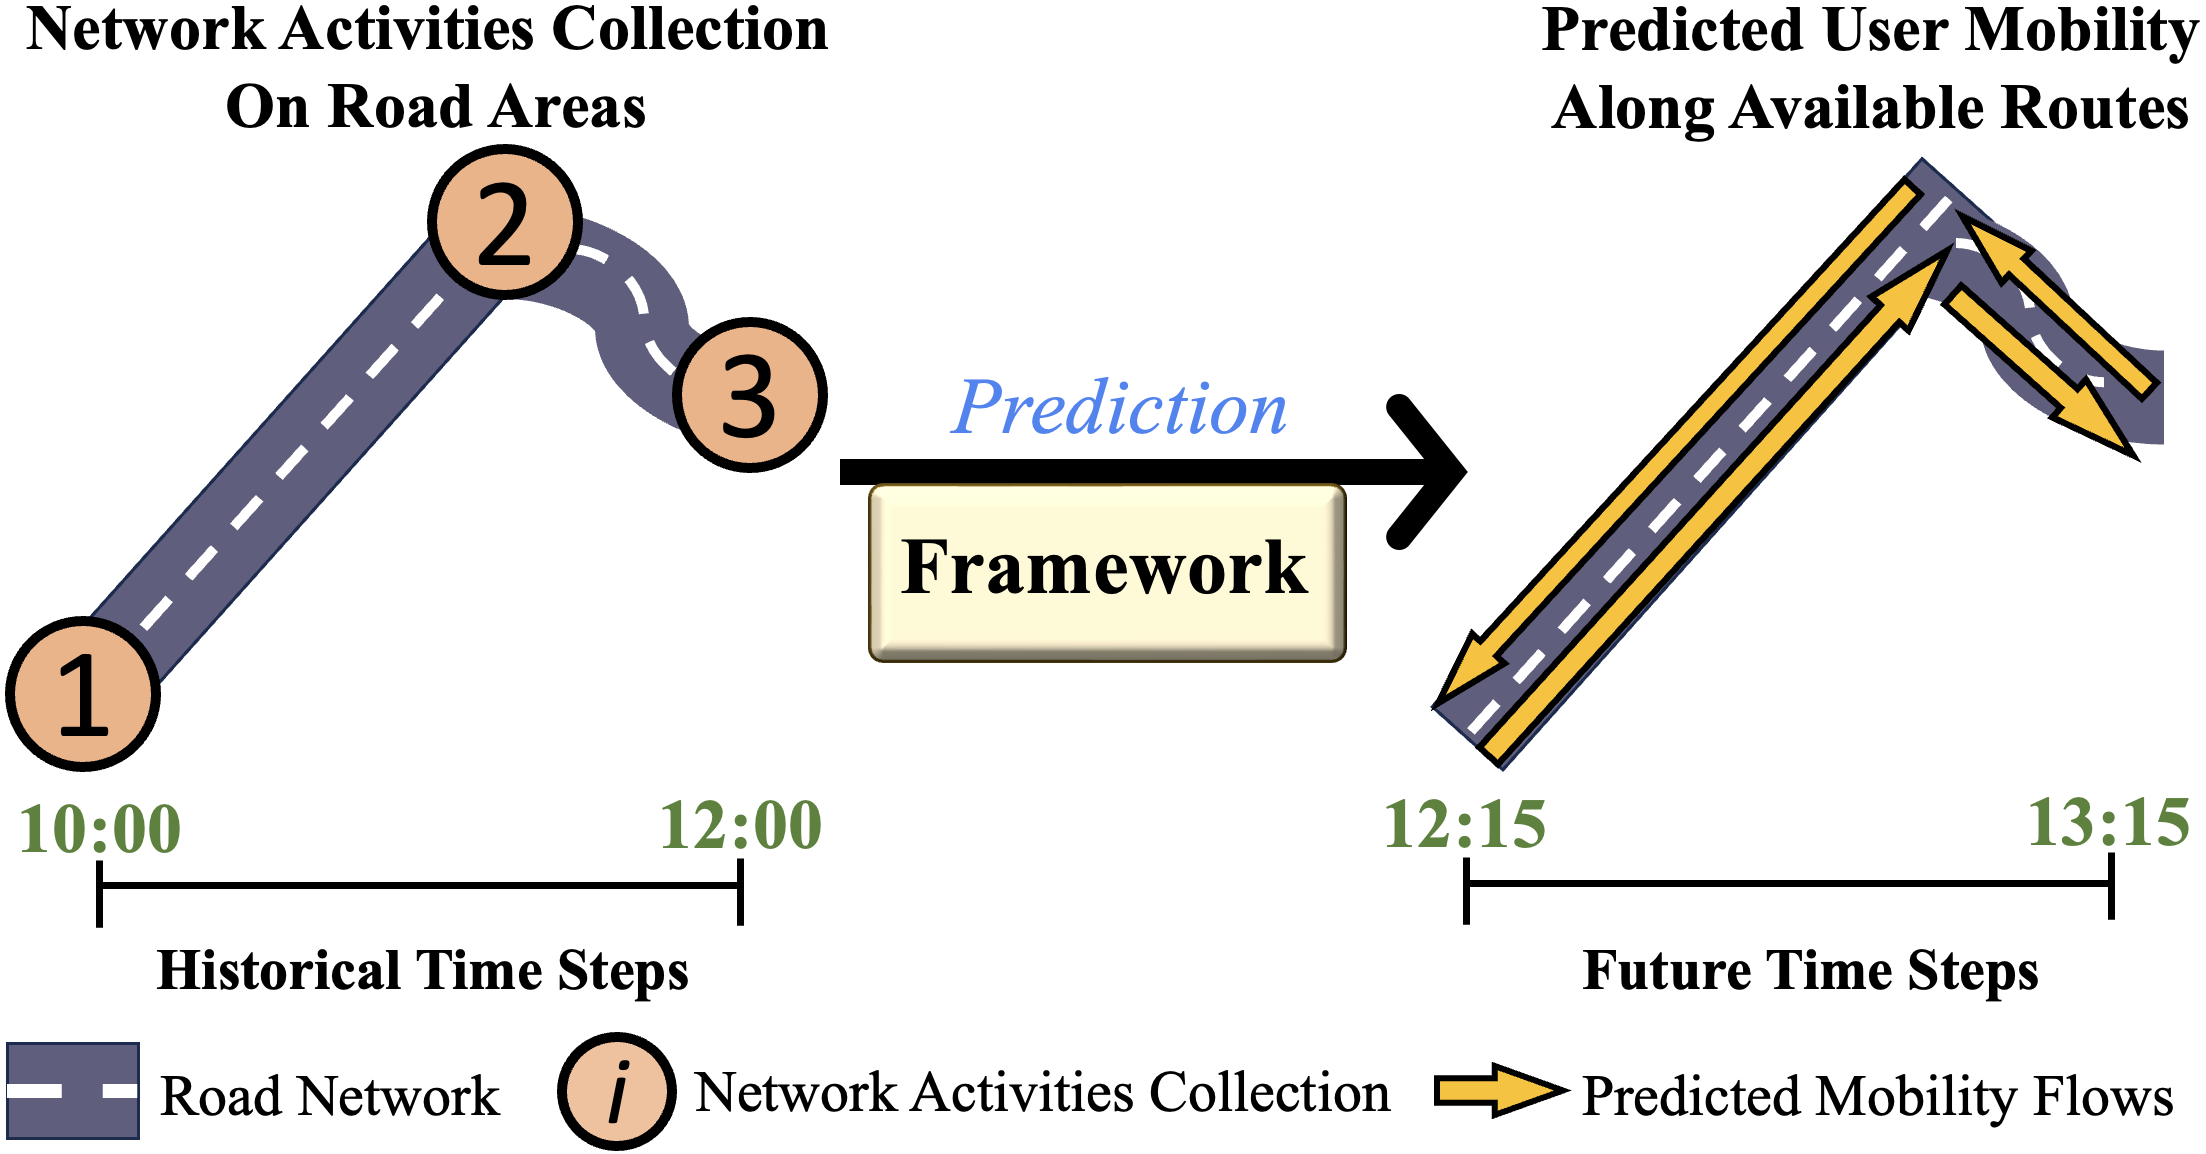 Network Activities Collection
On Road Areas
Predicted User Mobility
Along Available Routes
2
3
1
Prediction
Framework
10:00
12:00
12:15
13:15
Historical Time Steps
Future Time Steps
Road Network
i
Network Activities Collection
Predicted Mobility Flows